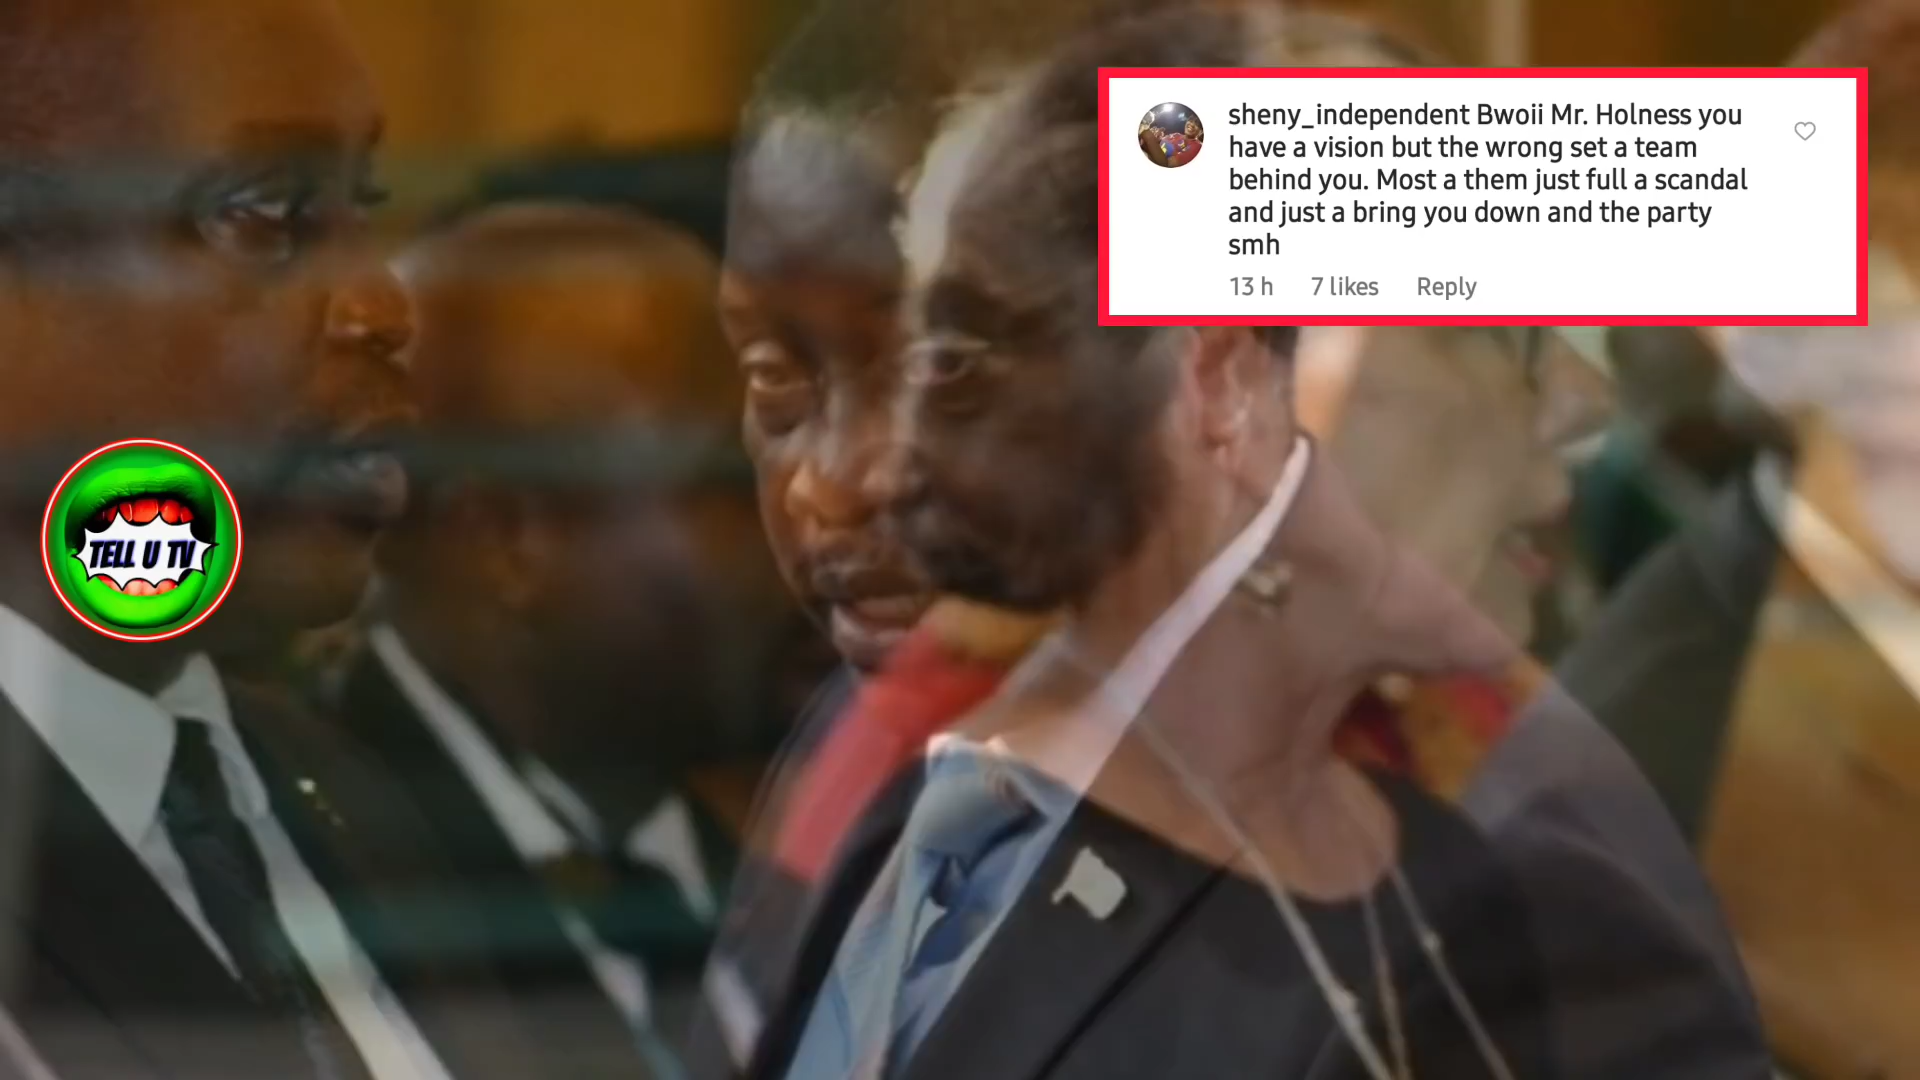 sheny_independent Bwoii Mr. Holness you
have a vision but the wrong set a team
behind you. Most a them just full a scandal
and just a bring you down and the party
smh
13 h 7 likes Reply
TELL U TV